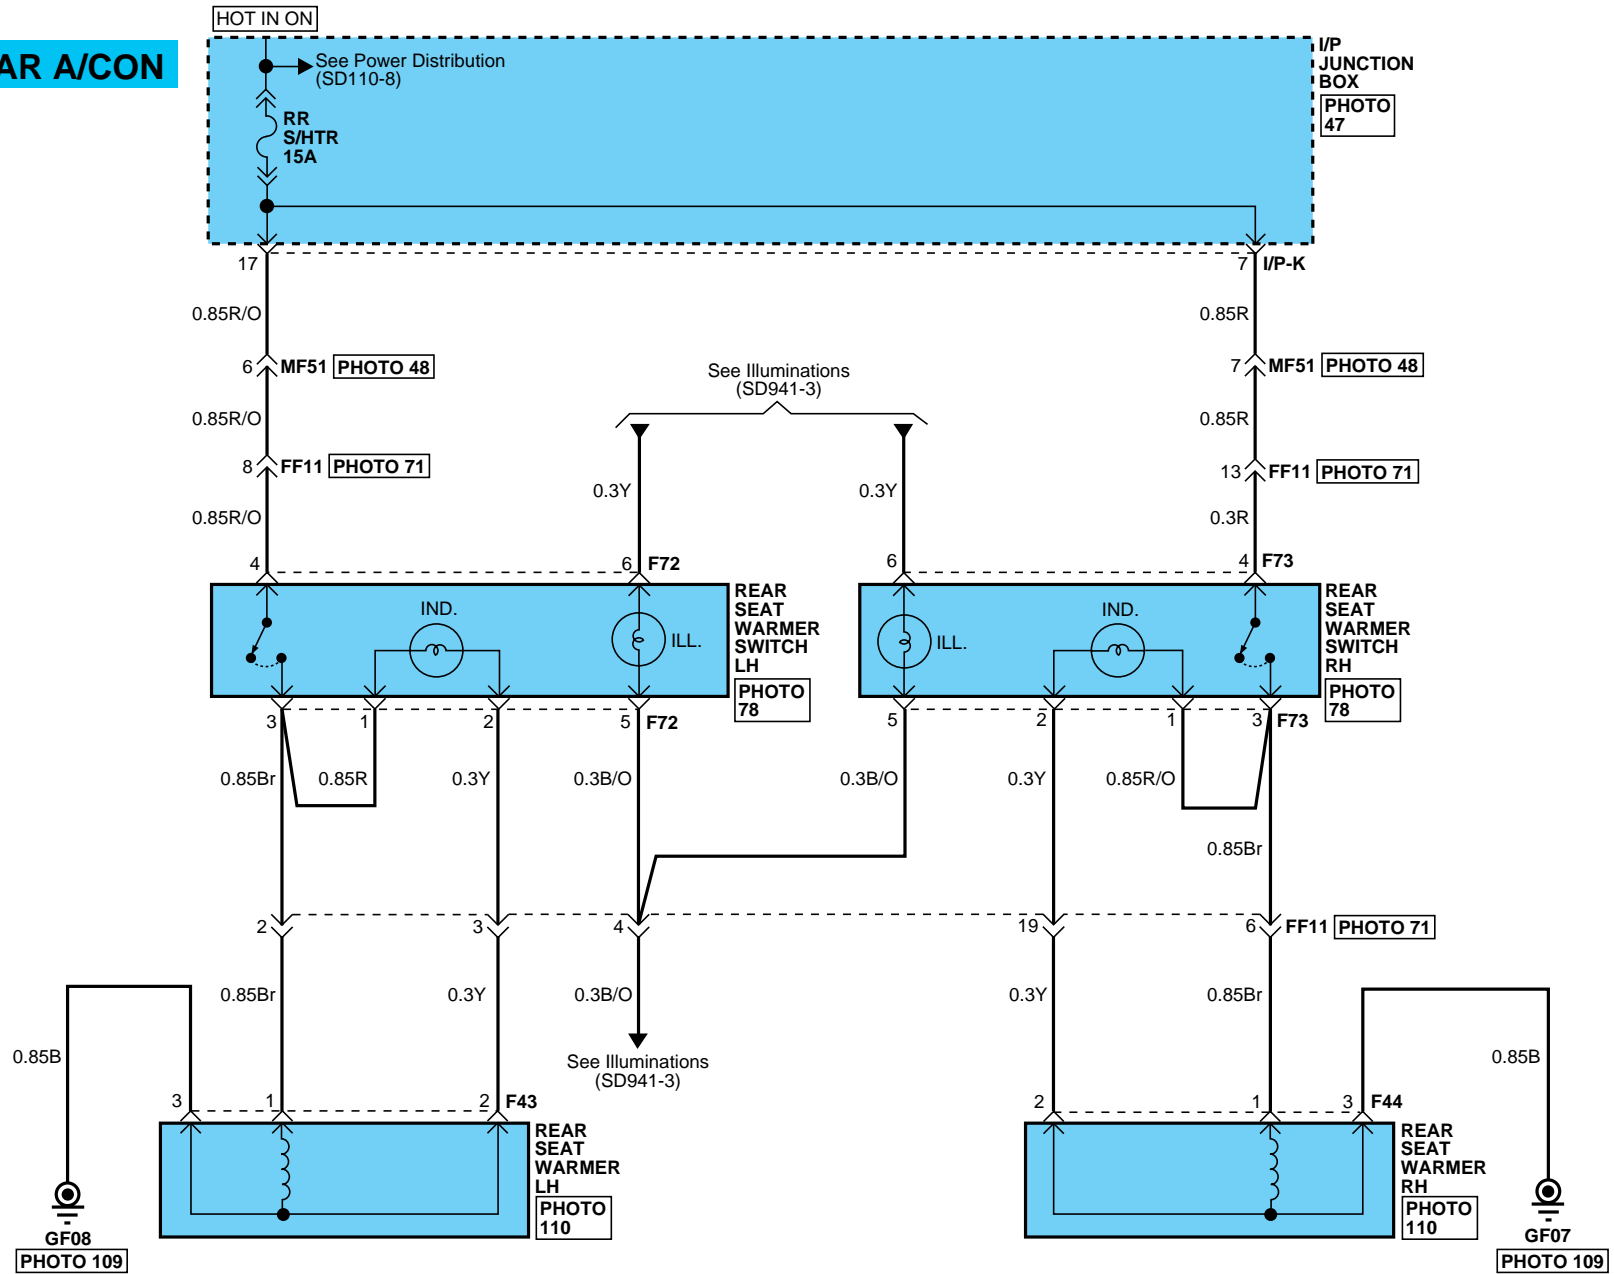 HOT IN ON
AR A/CON
See Power Distribution
(SD110-8)
RR
S/HTR
15A
I/P
JUNCTION
BOX
PHOTO
47
17
7
I/P-K
0.85R/O
0.85R
6
MF51
PHOTO 48
7
MF51
PHOTO 48
See Illuminations
(SD941-3)
0.85R/O
0.85R
8
FF11
PHOTO 71
13
FF11
PHOTO 71
0.3Y
0.3Y
0.85R/O
0.3R
4
6
F72
6
4
F73
IND.
ILL.
REAR
SEAT
WARMER
SWITCH
LH
PHOTO
78
ILL.
IND.
REAR
SEAT
WARMER
SWITCH
RH
PHOTO
78
3
1
2
5
F72
5
2
1
3
F73
0.85Br
0.85R
0.3Y
0.3B/O
0.3B/O
0.3Y
0.85R/O
0.85Br
2
3
4
19
6
FF11
PHOTO 71
0.85Br
0.3Y
0.3B/O
0.3Y
0.85Br
0.85B
0.85B
See Illuminations
(SD941-3)
3
1
2
F43
2
1
3
F44
REAR
SEAT
WARMER
LH
PHOTO
110
REAR
SEAT
WARMER
RH
PHOTO
110
GF08
PHOTO 109
GF07
PHOTO 109